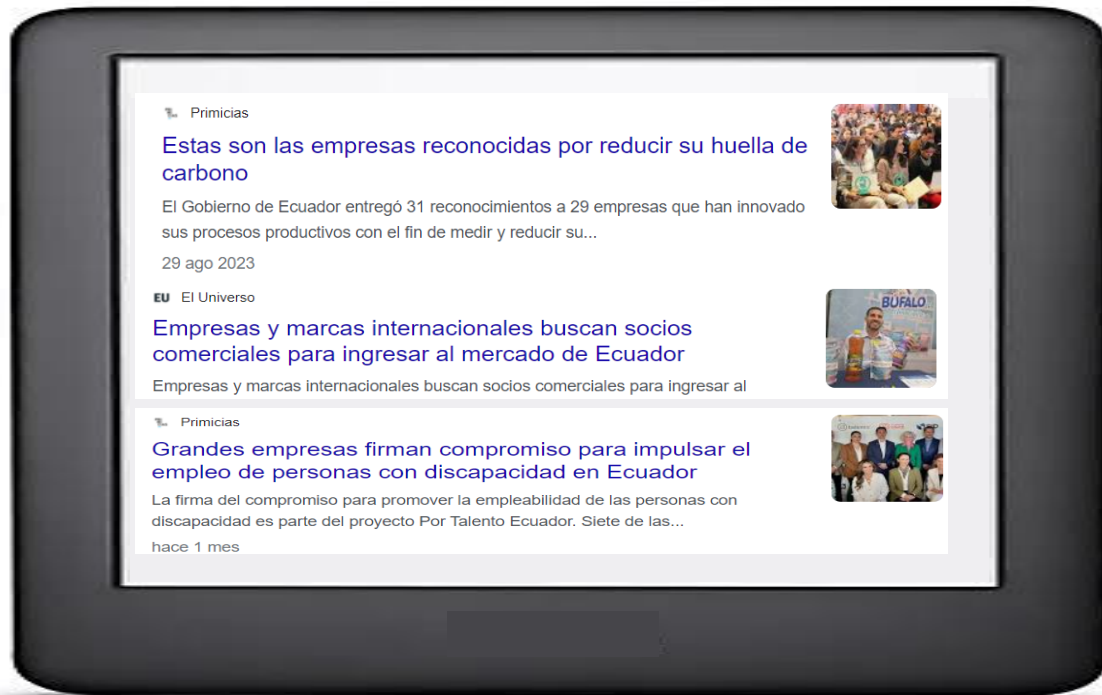 Primicias
Estas son las empresas reconocidas por reducir su huella de
carbono
El Gobierno de Ecuador entregó 31 reconocimientos a 29 empresas que han innovado
sus procesos productivos con el fin de medir y reducir su...
29 ago 2023
EU El Universo
Empresas y marcas internacionales buscan socios
comerciales para ingresar al mercado de Ecuador
BÚFALO
Empresas y marcas internacionales buscan socios comerciales para ingresar al
Primicias
Grandes empresas firman compromiso para impulsar el
empleo de personas con discapacidad en Ecuador
La firma del compromiso para promover la empleabilidad de las personas con
discapacidad es parte del proyecto Por Talento Ecuador. Siete de las...
hace 1 mes